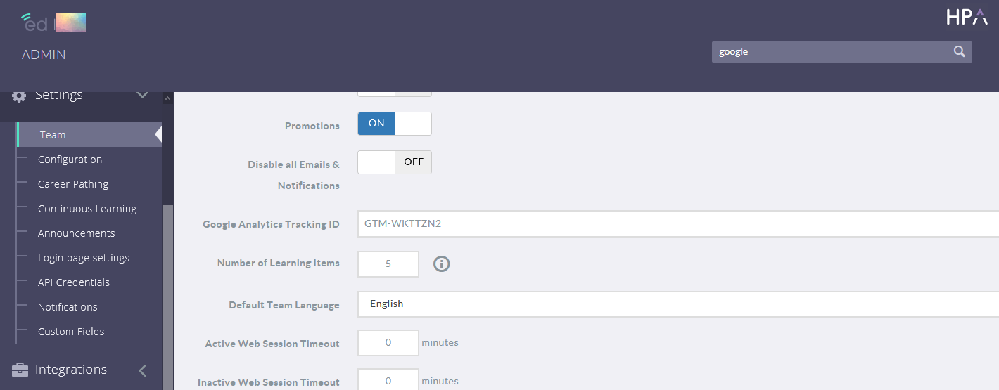 ed
HPA
ADMIN
google
Settings
Team
Configuration
Career Pathing
Continuous Learning
Announcements
Login page settings
API Credentials
Notifications
Custom Fields
Integrations
Promotions
ON
Disable all Emails &
Notifications
OFF
Google Analytics Tracking ID
GTM-WKTTZN2
Number of Learning Items
5
Default Team Language
English
Active Web Session Timeout
0 minutes
Inactive Web Session Timeout
0 minutes